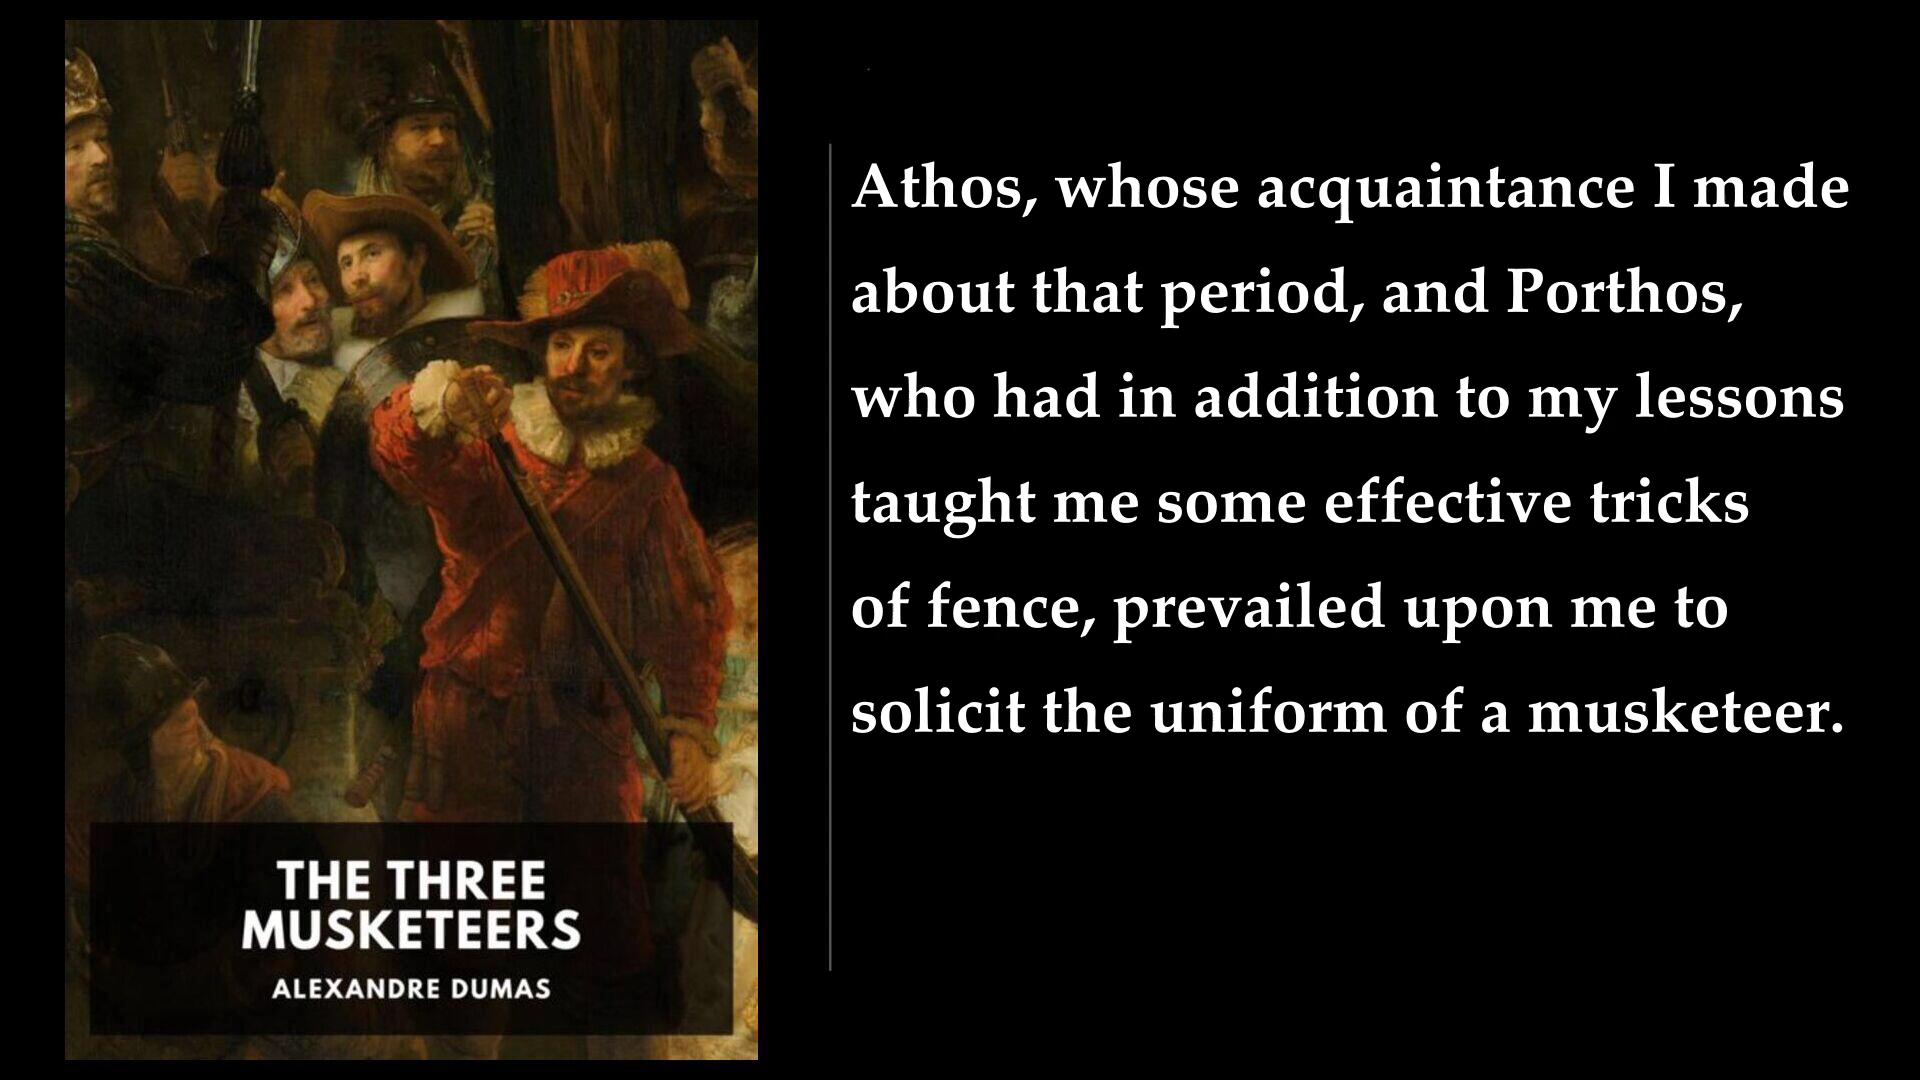 THE THREE
MUSKETEERS
ALEXANDRE DUMAS
Athos, whose acquaintance I made
about that period, and Porthos,
who had in addition to my lessons
taught me some effective tricks
of fence, prevailed upon me to
solicit the uniform of a musketeer.